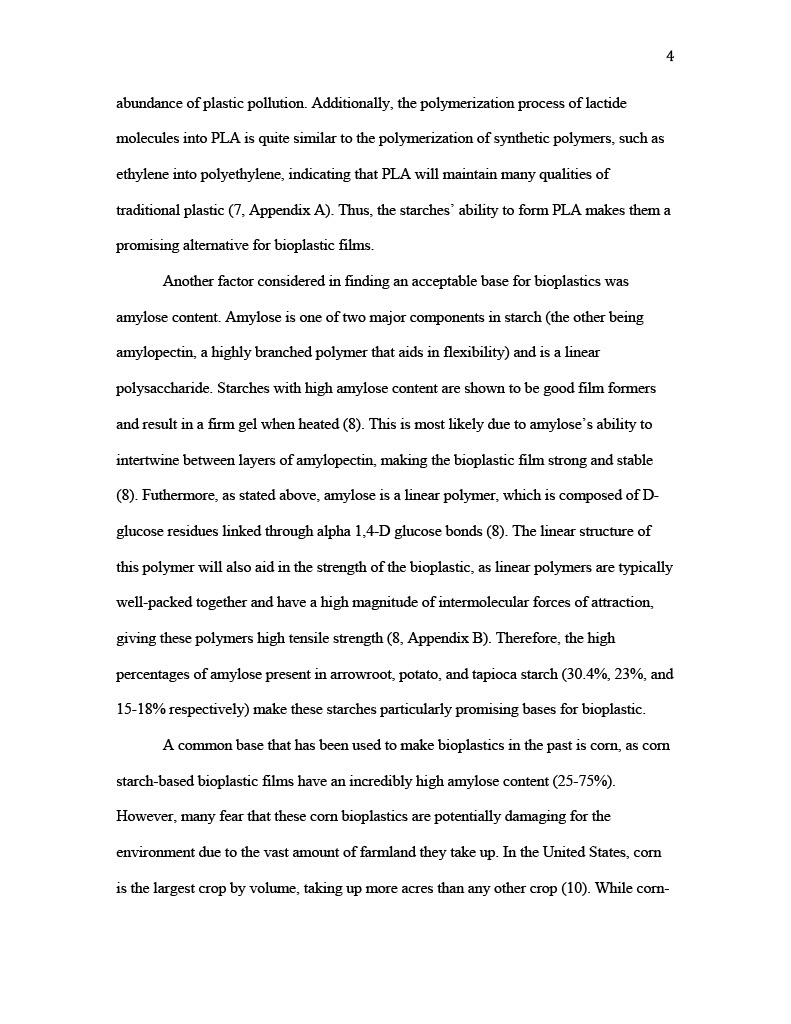 4
abundance of plastic pollution. Additionally, the polymerization process of lactide
molecules into PLA is quite similar to the polymerization of synthetic polymers, such as
ethylene into polyethylene, indicating that PLA will maintain many qualities of
traditional plastic (7, Appendix A). Thus, the starches’ ability to form PLA makes them a
promising alternative for bioplastic films.
Another factor considered in finding an acceptable base for bioplastics was
amylose content. Amylose is one of two major components in starch (the other being
amylopectin, a highly branched polymer that aids in flexibility) and is a linear
polysaccharide. Starches with high amylose content are shown to be good film formers
and result in a firm gel when heated (8). This is most likely due to amylose’s ability to
intertwine between layers of amylopectin, making the bioplastic film strong and stable
(8). Futhermore, as stated above, amylose is a linear polymer, which is composed of D-
glucose residues linked through alpha 1,4-D glucose bonds (8). The linear structure of
this polymer will also aid in the strength of the bioplastic, as linear polymers are typically
well-packed together and have a high magnitude of intermolecular forces of attraction,
giving these polymers high tensile strength (8, Appendix B). Therefore, the high
percentages of amylose present in arrowroot, potato, and tapioca starch (30.4%, 23%, and
15-18% respectively) make these starches particularly promising bases for bioplastic.
A common base that has been used to make bioplastics in the past is corn, as corn
starch-based bioplastic films have an incredibly high amylose content (25-75%).
However, many fear that these corn bioplastics are potentially damaging for the
environment due to the vast amount of farmland they take up. In the United States, corn
is the largest crop by volume, taking up more acres than any other crop (10). While corn-